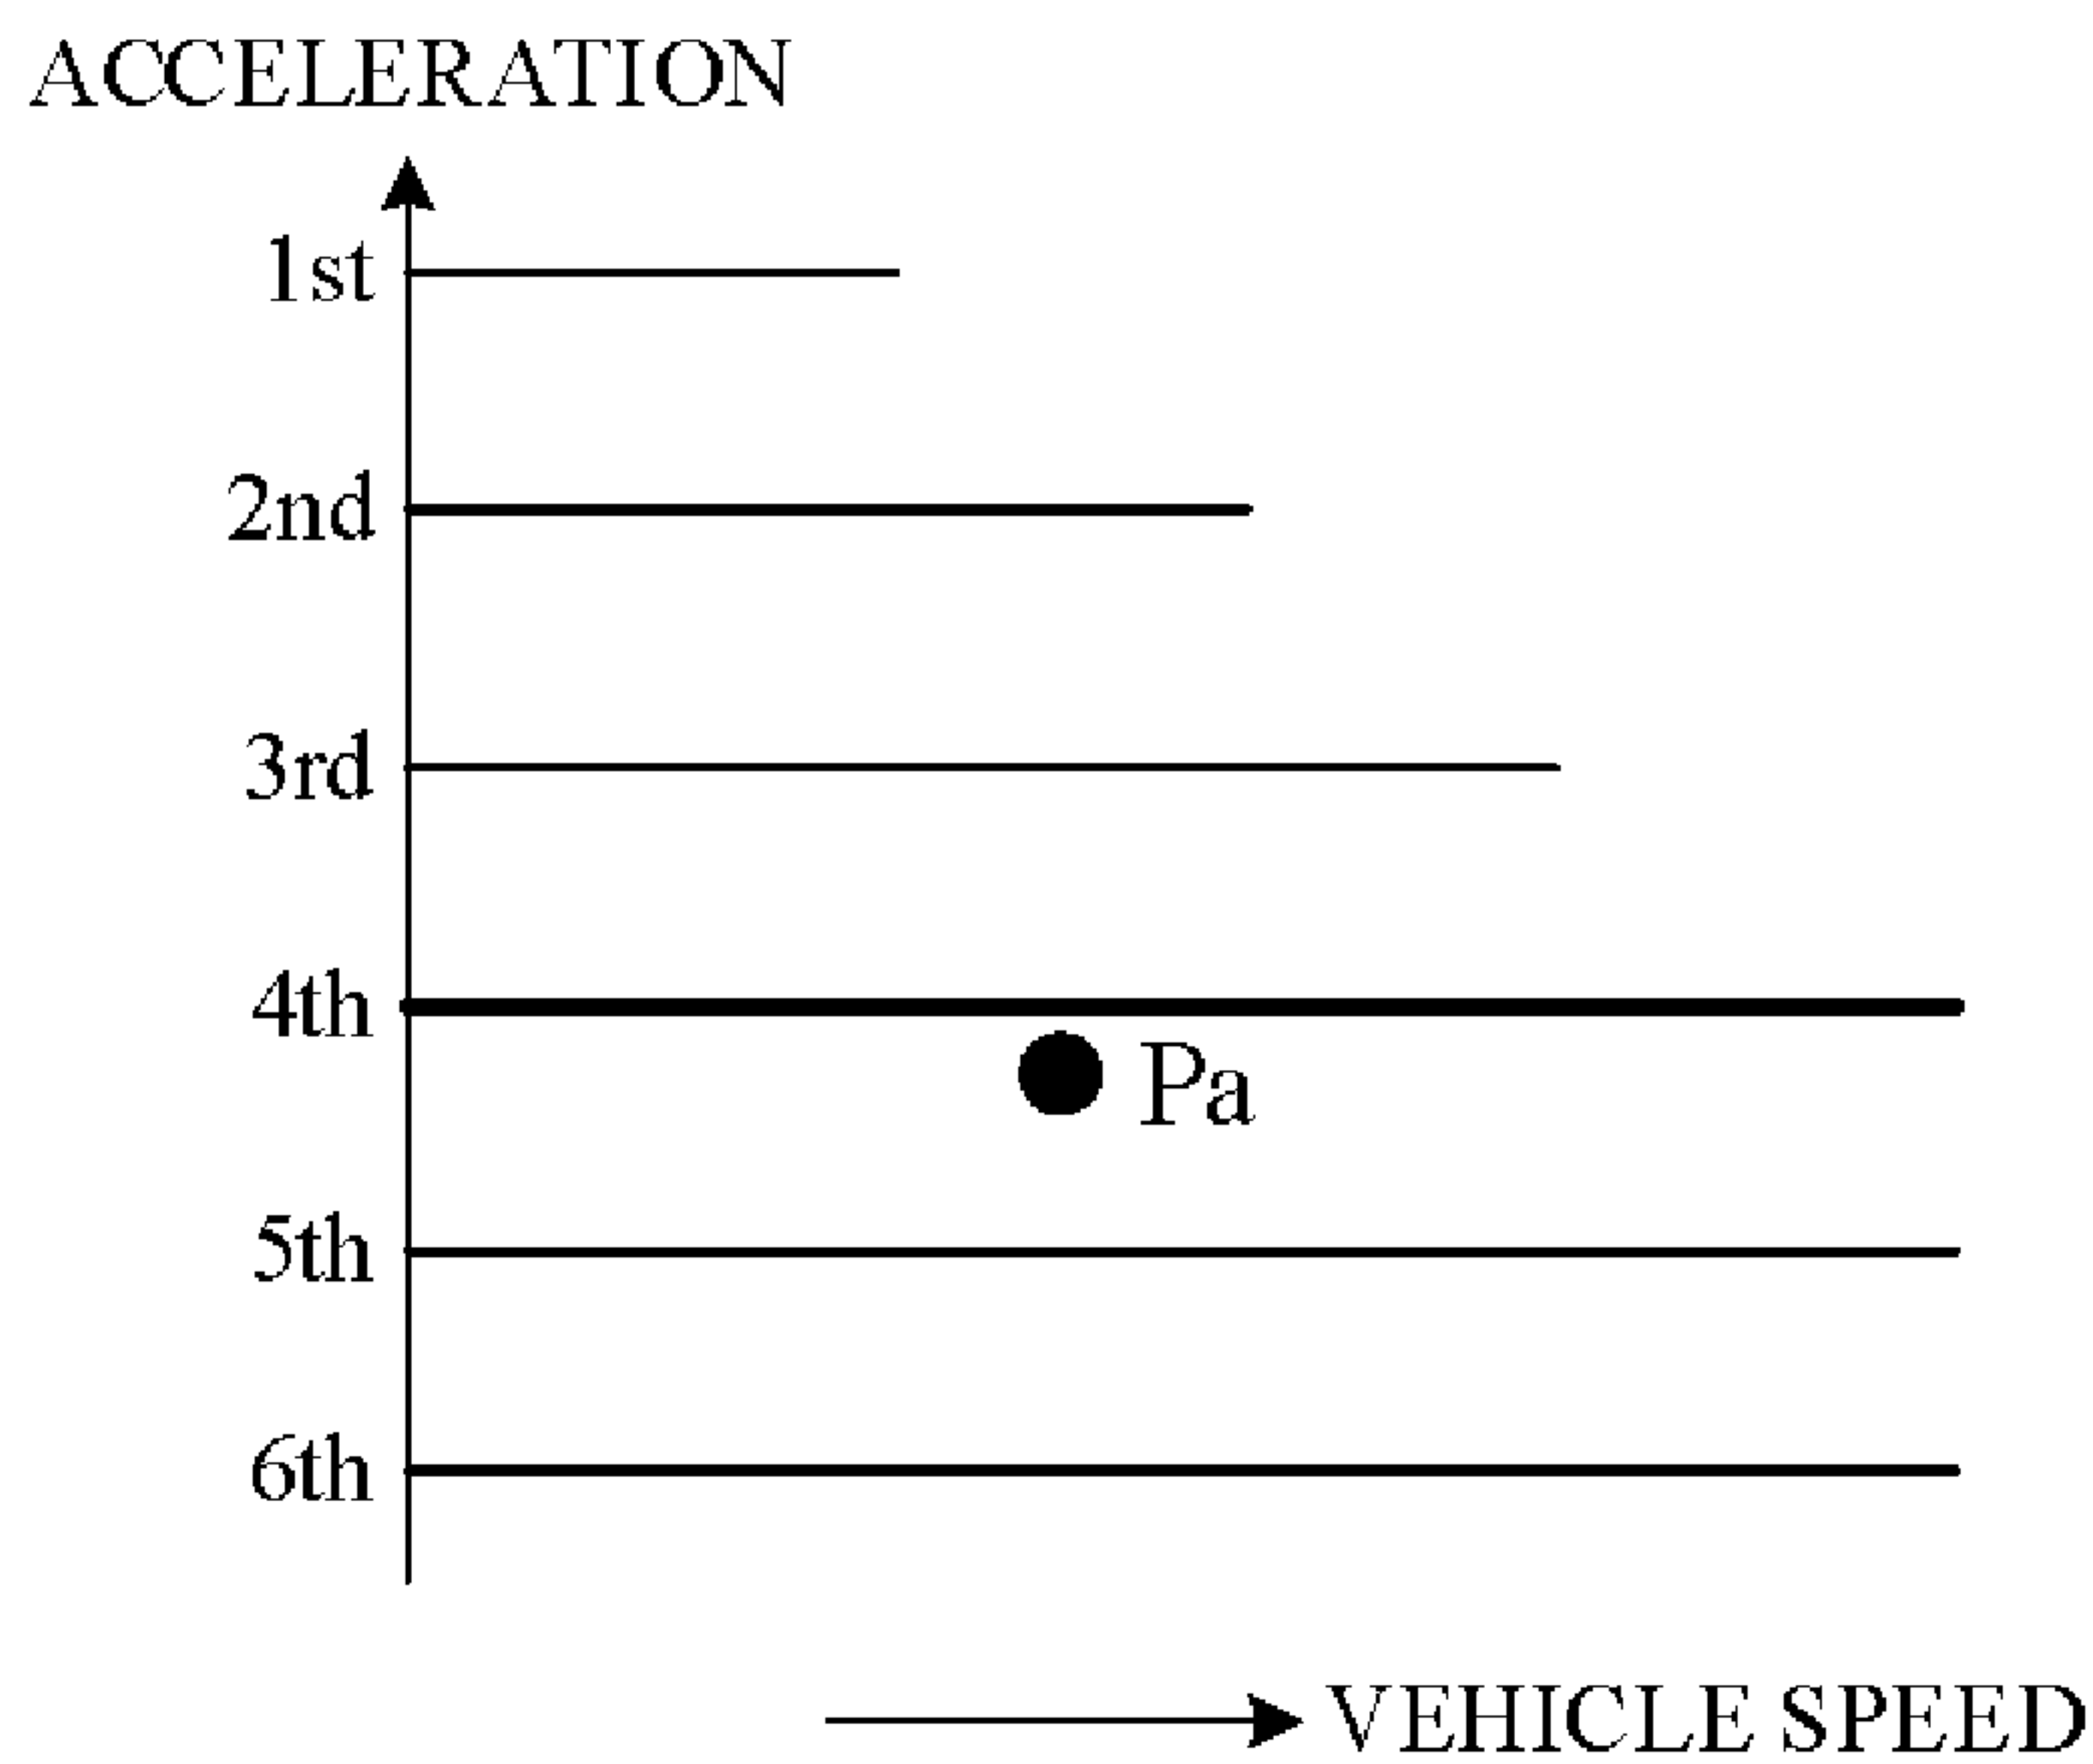 ACCELERATION
1st
2nd
3rd
4th
Pa
5th
6th
VEHICLE SPEED